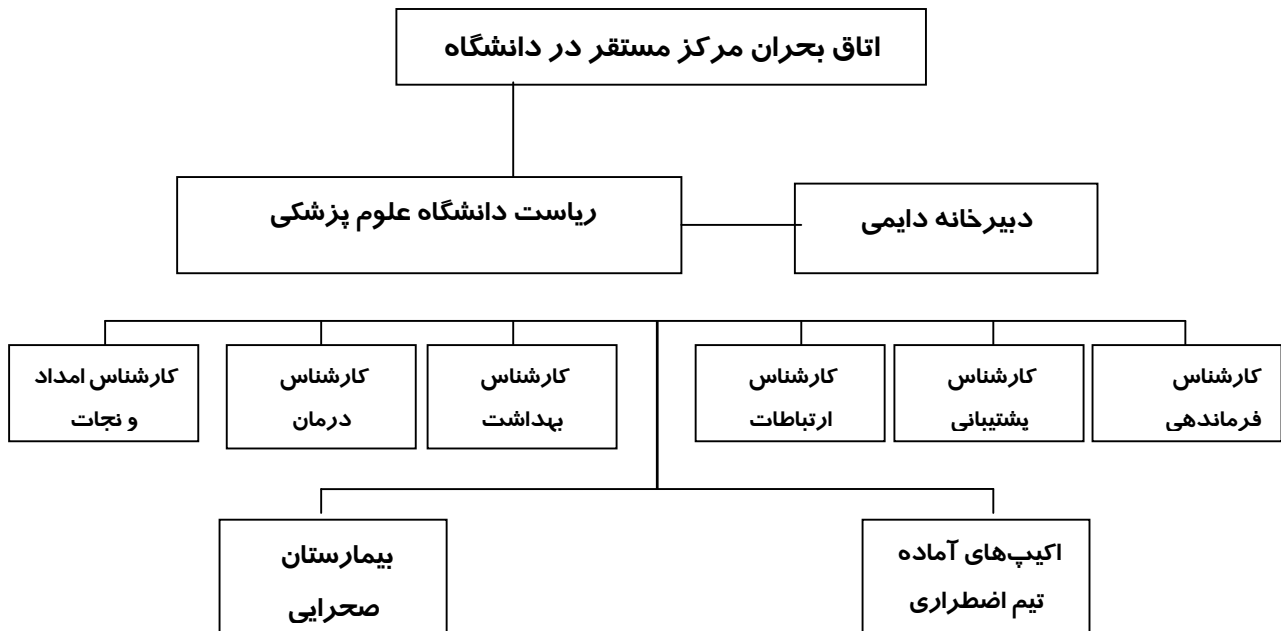 اتاق بحران مرکز مستقر در دانشگاه
ریاست دانشگاه علوم پزشکی
دبیرخانه دایمی
کارشناس
فرماندهی
کارشناس
پشتیبانی
کارشناس
ارتباطات
کارشناس
بهداشت
کارشناس
درمان
کارشناس امداد
و نجات
اکیپ‌های آماده
تیم اضطراری
بیمارستان
صحرایی